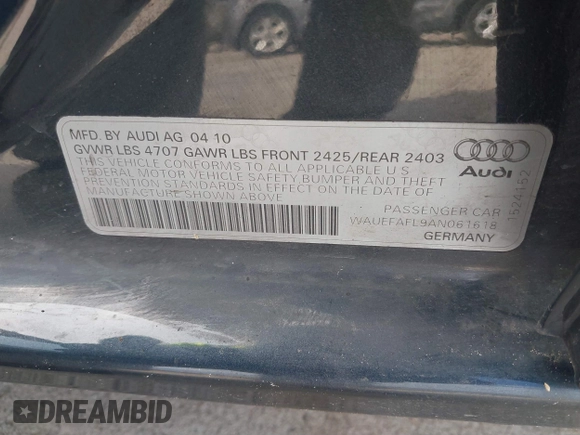 MFD. BY AUDI AG 04 10
GVWR LBS 4707 GAWR LBS FRONT 2425/REAR 2403
THIS VEHICLE CONFORMS TO ALL APPLICABLE U S
FEDERAL MOTOR VEHICLE SAFETY BUMPER AND THEFT
PREVENTION STANDARDS IN EFFECT ON THE DATE OF
MANUFACTURE SHOWN ABOVE
Audi
PASSENGER CAR
WAUEFAFL9AN061618
GERMANY
DREAMBID